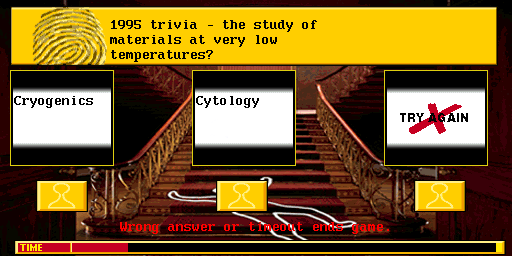 1995 trivia - the study of
materials at very low
temperatures?
Cryogenics
Cytology
TRY AGAIN
Wrong answer or timeout ends game.
TIME